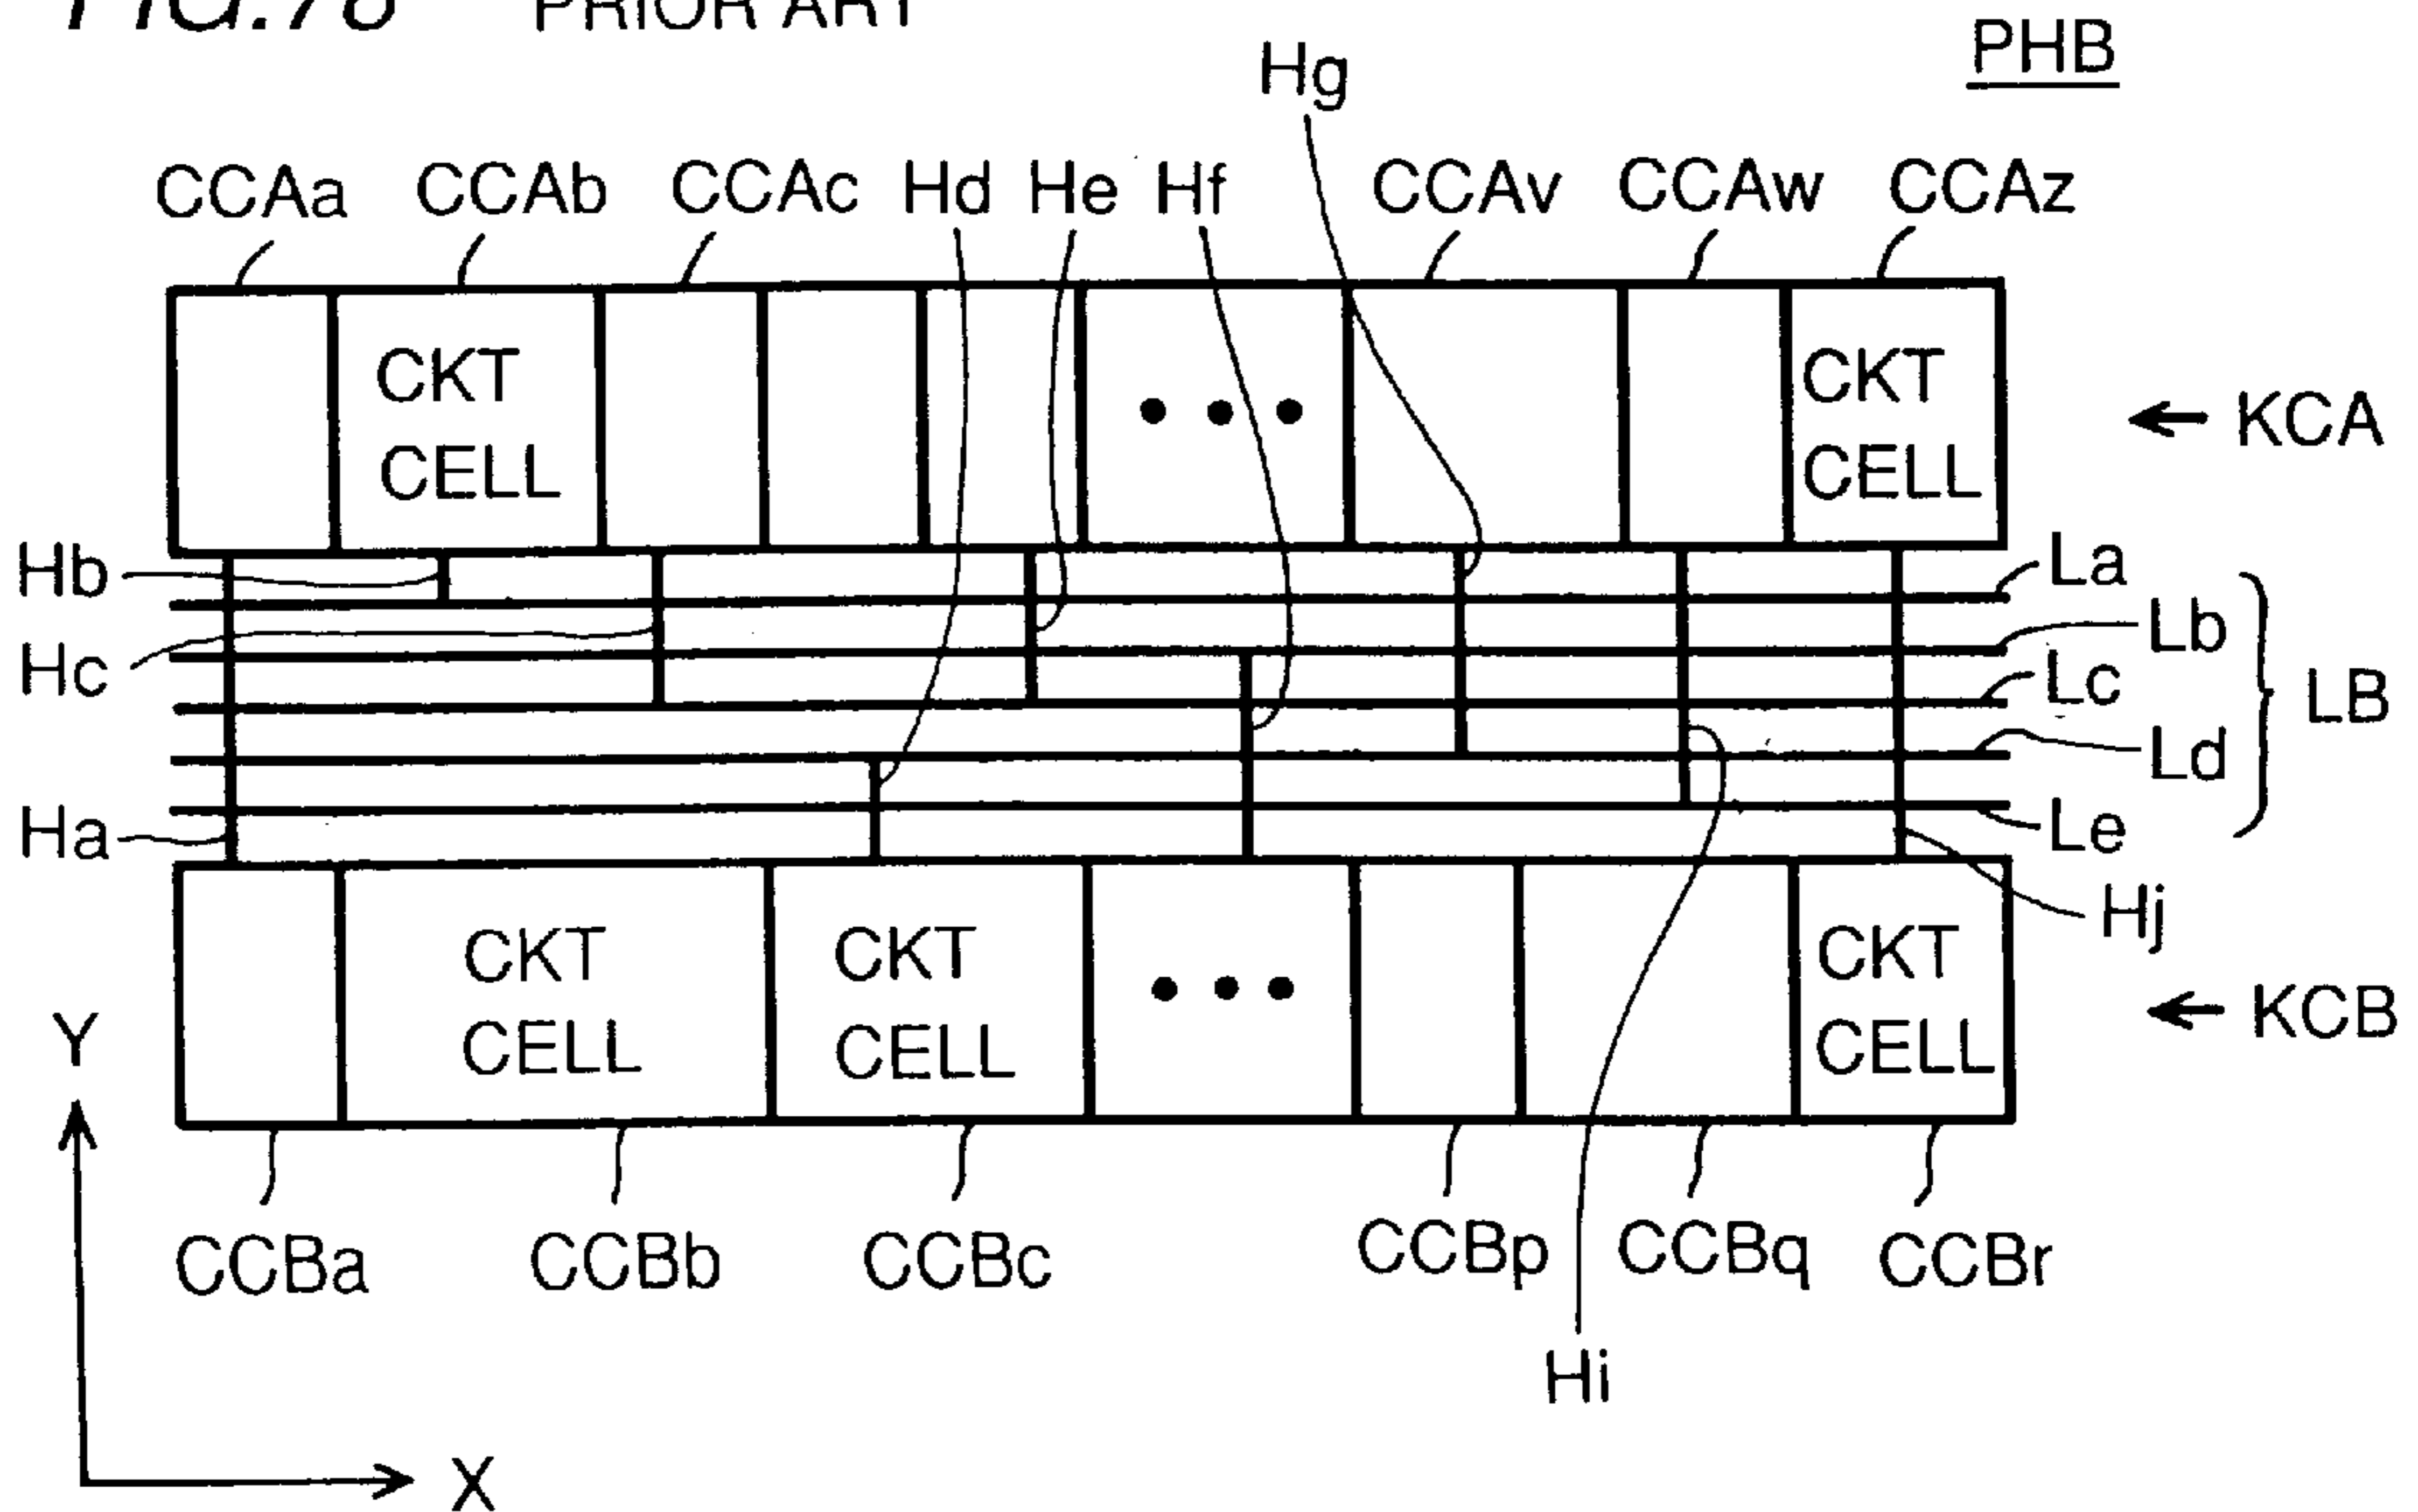 FIG.78 PRIOR ART
PHB
Hg
CCAa CCAb CCAc Hd He Hf CCAv CCAw CCAz
CKT
CELL
CKT
CELL
KCA
Hb
Hc
Ha
La
Lb
Lc
Ld
Le
LB
Hj
CKT
CELL
CKT
CELL
CKT
CELL
KCB
Y
CCBa CCBb CCBc CCBp CCBq CCBr
Hi
X